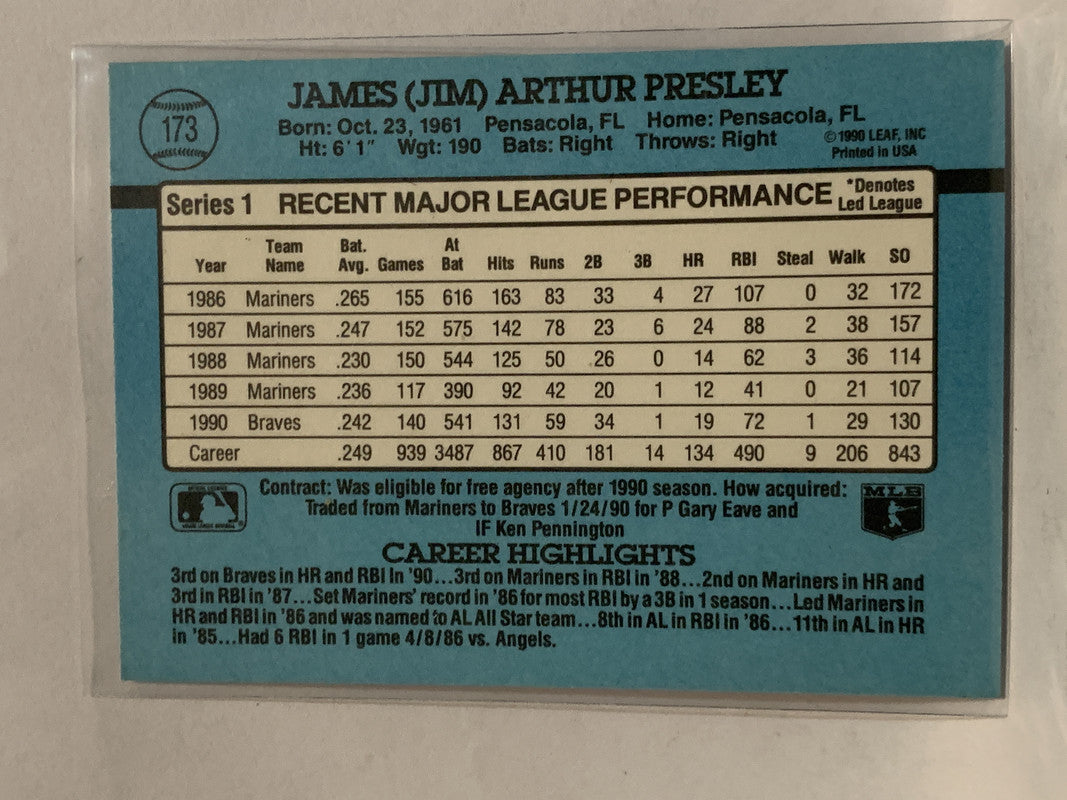 173
JAMES (JIM) ARTHUR PRESLEY
Born: Oct. 23, 1961 Pensacola, FL Home: Pensacola, FL
Ht: 6'1" Wgt: 190 Bats: Right Throws: Right
©1990 LEAF, INC
Printed in USA
Series 1 RECENT MAJOR LEAGUE PERFORMANCE
*Denotes
Led League
Year Team Name Bat. Avg. Games At Bat Hits Runs 2B 3B HR RBI Steal Walk SO
1986 Mariners .265 155 616 163 83 33 4 27 107 0 32 172
1987 Mariners .247 152 575 142 78 23 6 24 88 2 38 157
1988 Mariners .230 150 544 125 50 26 0 14 62 3 36 114
1989 Mariners .236 117 390 92 42 20 1 12 41 0 21 107
1990 Braves .242 140 541 131 59 34 1 19 72 1 29 130
Career .249 939 3487 867 410 181 14 134 490 9 206 843
Contract: Was eligible for free agency after 1990 season. How acquired:
Traded from Mariners to Braves 1/24/90 for P Gary Eave and
IF Ken Pennington
MLB
CAREER HIGHLIGHTS
3rd on Braves in HR and RBI in '90...3rd on Mariners in RBI in '88...2nd on Mariners in HR and
3rd in RBI in '87...Set Mariners' record in '86 for most RBI by a 3B in 1 season...Led Mariners in
HR and RBI in '86 and was named to AL All Star team...8th in AL in RBI in '86...11th in AL in HR
in '85...Had 6 RBI in 1 game 4/8/86 vs. Angels.